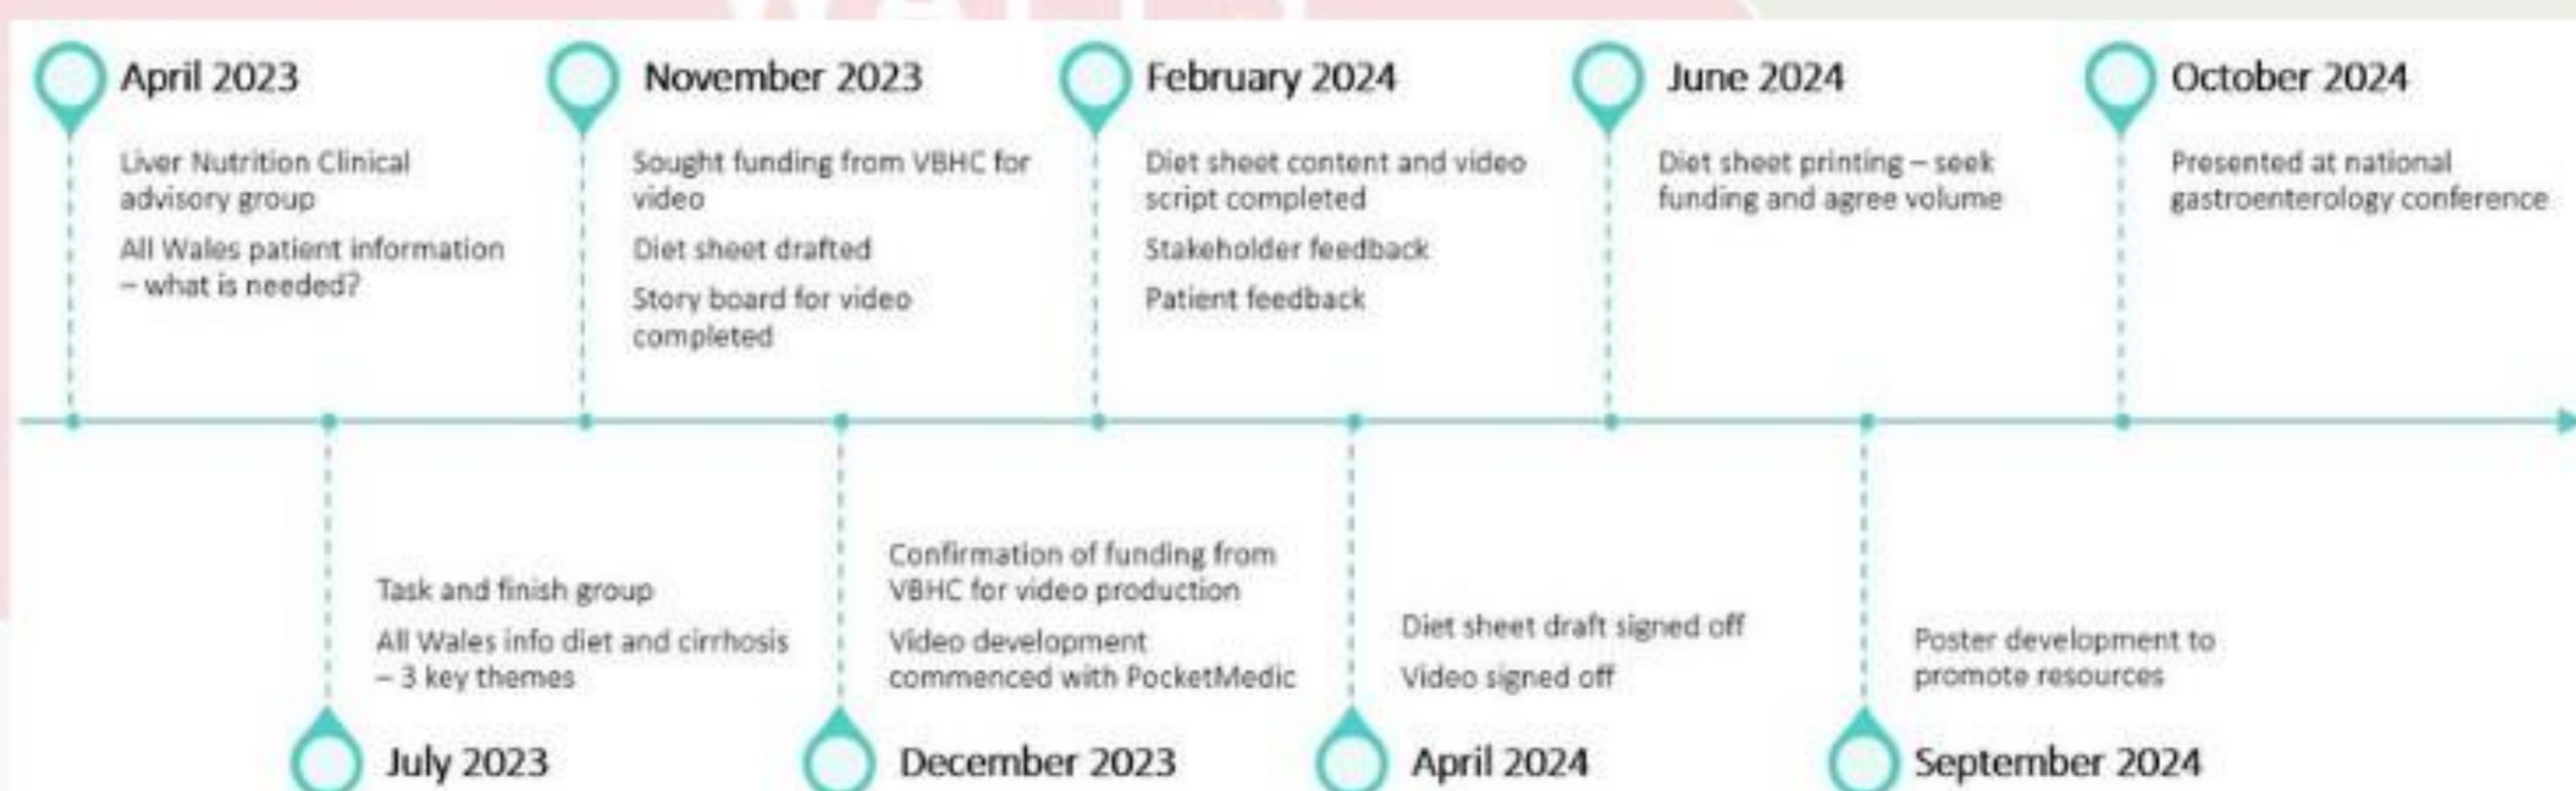 April 2023
Liver Nutrition Clinical
advisory group
All Wales patient information
– what is needed?
November 2023
Sought funding from VBHC for
video
Diet sheet drafted
Story board for video
completed
February 2024
Diet sheet content and video
script completed
Stakeholder feedback
Patient feedback
June 2024
Diet sheet printing – seek
funding and agree volume
October 2024
Presented at national
gastroenterology conference
Task and finish group
All Wales info diet and cirrhosis
– 3 key themes
July 2023
Confirmation of funding from
VBHC for video production
Video development
commenced with PocketMedic
December 2023
Diet sheet draft signed off
Video signed off
April 2024
Poster development to
promote resources
September 2024